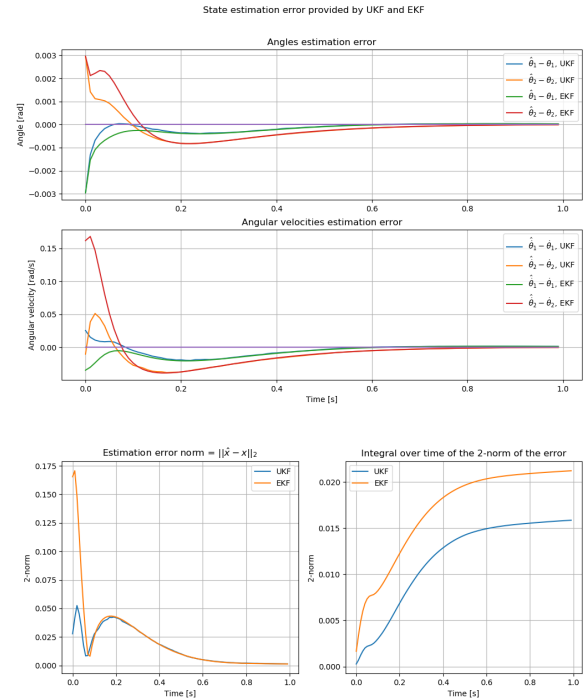 State estimation error provided by UKF and EKF
Angles estimation error
0.003
0.002
0.001
0.000
−0.001
−0.002
−0.003
Angle [rad]
θ̂₁ − θ₁, UKF
θ̂₂ − θ₂, UKF
θ̂₁ − θ₁, EKF
θ̂₂ − θ₂, EKF
0.0 0.2 0.4 0.6 0.8 1.0
Angular velocities estimation error
0.15
0.10
0.05
0.00
Angular velocity [rad/s]
θ̇̂₁ − θ̇₁, UKF
θ̇̂₂ − θ̇₂, UKF
θ̇̂₁ − θ̇₁, EKF
θ̇̂₂ − θ̇₂, EKF
0.0 0.2 0.4 0.6 0.8 1.0
Time [s]
Estimation error norm = ||x̂ − x||₂
0.175
0.150
0.125
0.100
0.075
0.050
0.025
0.000
2-norm
UKF
EKF
0.0 0.2 0.4 0.6 0.8 1.0
Time [s]
Integral over time of the 2-norm of the error
0.020
0.015
0.010
0.005
0.000
2-norm
UKF
EKF
0.0 0.2 0.4 0.6 0.8 1.0
Time [s]